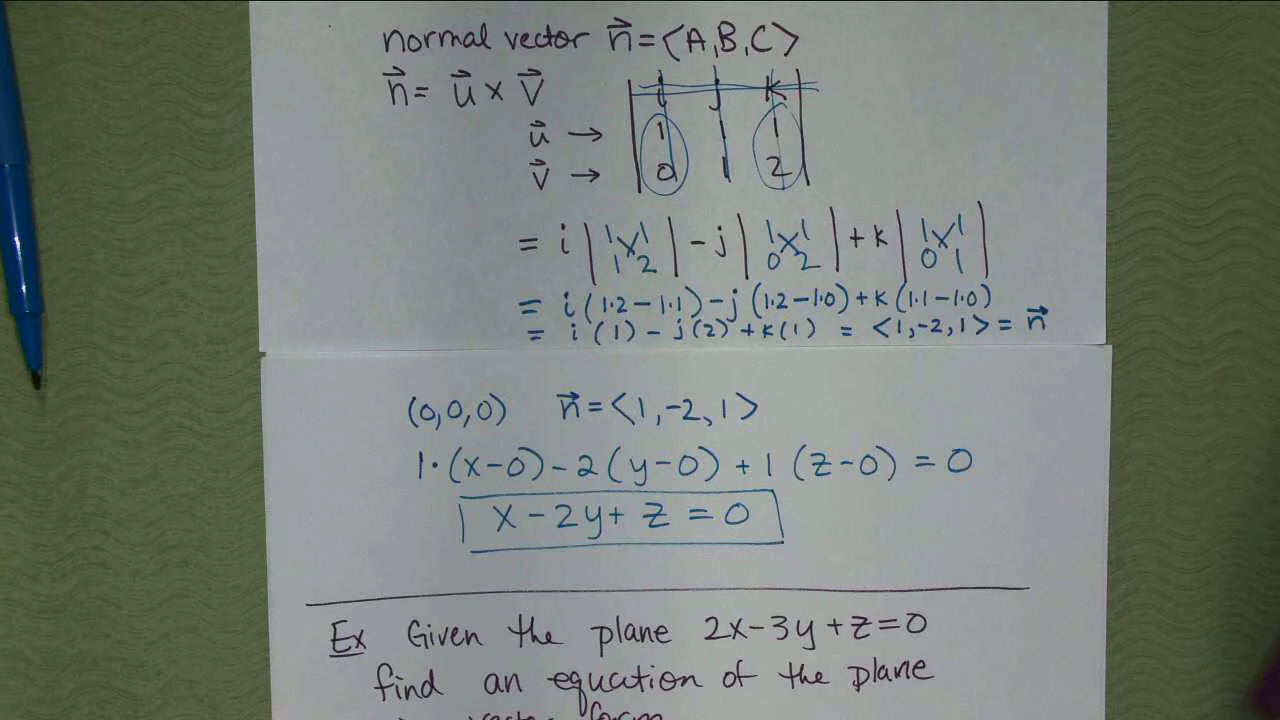 normal vector n⃗ = <A, B, C>
n⃗ = u⃗ × v⃗ | i j k |
u⃗ → | 1 1 1 |
v⃗ → | 0 1 2 |
= i | 1 1 | - j | 1 1 | + k | 1 1 |
1 2 0 2 0 1
= i (1·2 - 1·1) - j (1·2 - 1·0) + k (1·1 - 1·0)
= i (1) - j (2) + k (1) = <1, -2, 1> = n⃗
(0,0,0) n⃗ = <1, -2, 1>
1·(x-0) - 2 (y-0) + 1 (z-0) = 0
x - 2y + z = 0
Ex Given the plane 2x - 3y + z = 0
find an equation of the plane
vector form